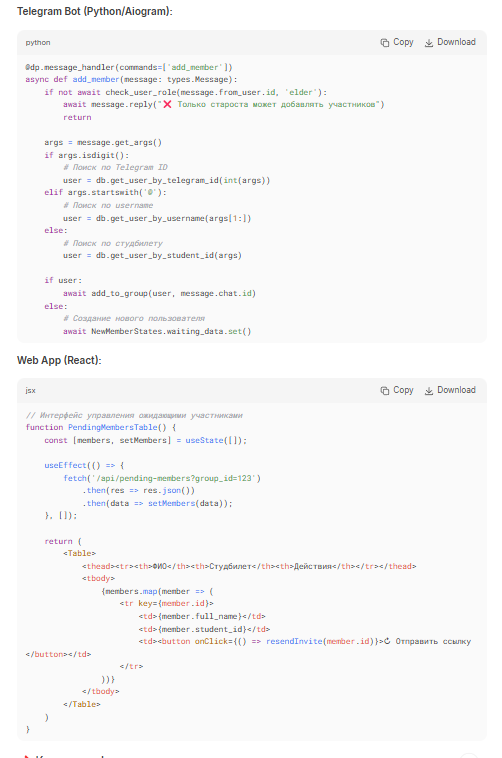 Telegram Bot (Python/Aiogram):
python Copy Download
@dp.message_handler(commands=['add_member'])
async def add_member(message: types.Message):
    if not await check_user_role(message.from_user.id, 'elder'):
        await message.reply("❌ Только староста может добавлять участников")
        return

    args = message.get_args()
    if args.isdigit():
        # Поиск по Telegram ID
        user = db.get_user_by_telegram_id(int(args))
    elif args.startswith('@'):
        # Поиск по username
        user = db.get_user_by_username(args[1:])
    else:
        # Поиск по студбилету
        user = db.get_user_by_student_id(args)

    if user:
        await add_to_group(user, message.chat.id)
    else:
        # Создание нового пользователя
        await NewMemberStates.waiting_data.set()
Web App (React):
jsx Copy Download
// Интерфейс управления ожидающими участниками
function PendingMembersTable() {
    const [members, setMembers] = useState([]);

    useEffect(() => {
        fetch('/api/pending-members?group_id=123')
            .then(res => res.json())
            .then(data => setMembers(data));
    }, []);

    return (
        <Table>
            <thead><tr><th>ФИО</th><th>Студбилет</th><th>Действия</th></tr></thead>
            <tbody>
                {members.map(member => (
                    <tr key={member.id}>
                        <td>{member.full_name}</td>
                        <td>{member.student_id}</td>
                        <td><button onClick={() => resendInvite(member.id)}>↻ Отправить ссылку
</button></td>
                    </tr>
                ))}
            </tbody>
        </Table>
    )
}